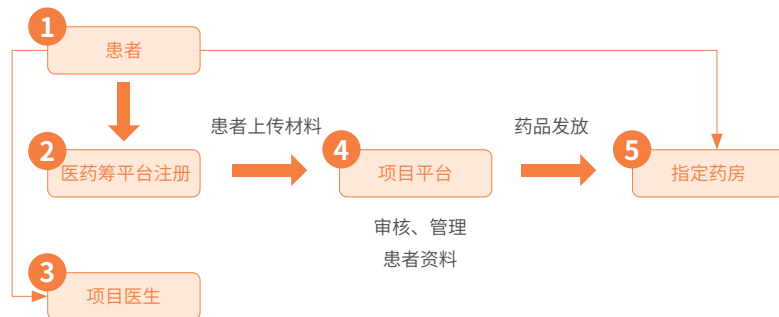 1
患者
患者上传材料
药品发放
2
医药筹平台注册
4
项目平台
5
指定药房
审核、管理
患者资料
3
项目医生